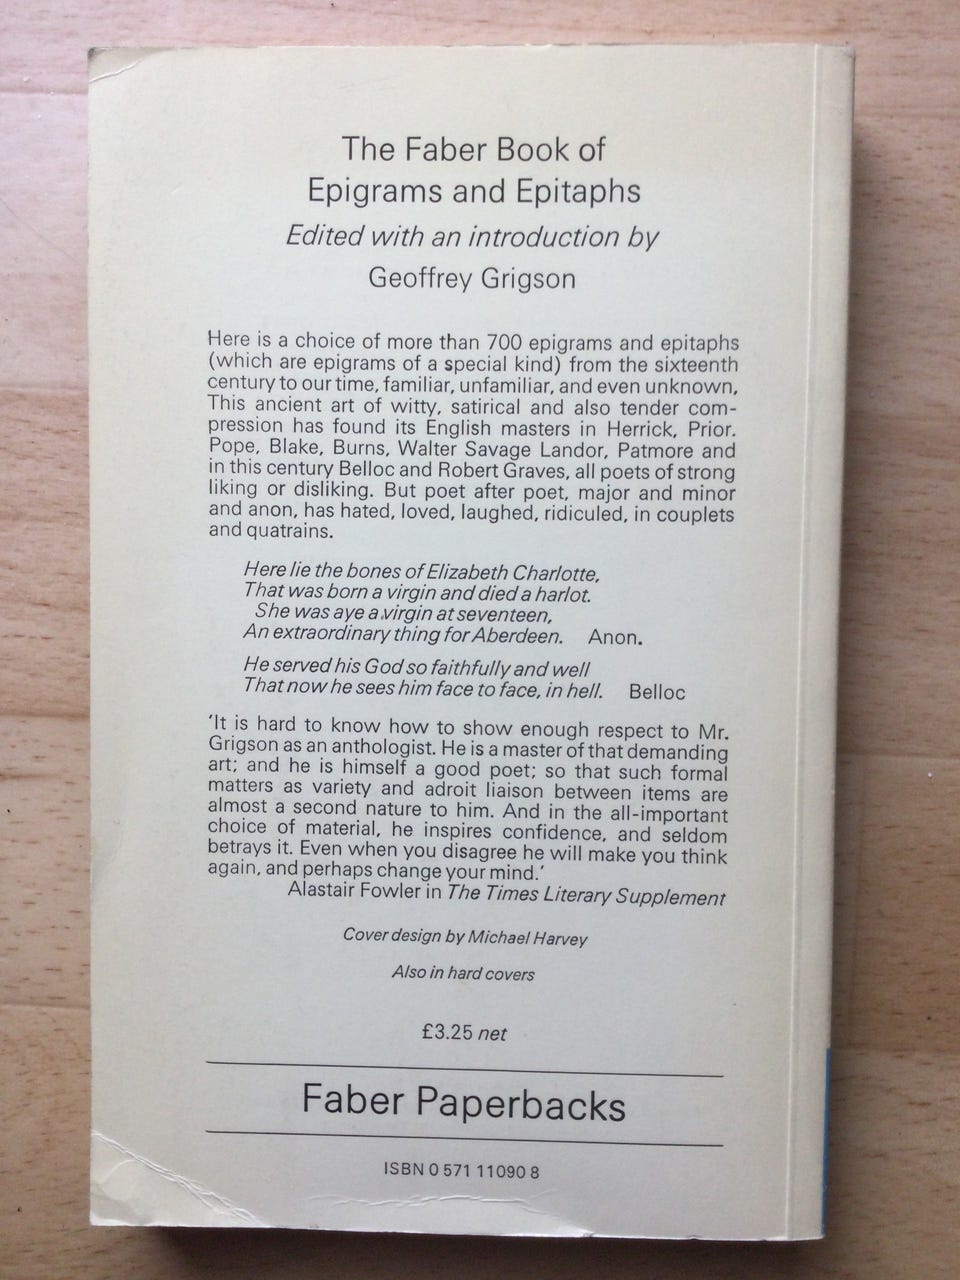 The Faber Book of
Epigrams and Epitaphs
Edited with an introduction by
Geoffrey Grigson
Here is a choice of more than 700 epigrams and epitaphs
(which are epigrams of a special kind) from the sixteenth
century to our time, familiar, unfamiliar, and even unknown,
This ancient art of witty, satirical and also tender com-
pression has found its English masters in Herrick, Prior.
Pope, Blake, Burns, Walter Savage Landor, Patmore and
in this century Belloc and Robert Graves, all poets of strong
liking or disliking. But poet after poet, major and minor
and anon, has hated, loved, laughed, ridiculed, in couplets
and quatrains.
Here lie the bones of Elizabeth Charlotte,
That was born a virgin and died a harlot.
She was aye a virgin at seventeen,
An extraordinary thing for Aberdeen. Anon.
He served his God so faithfully and well
That now he sees him face to face, in hell. Belloc
'It is hard to know how to show enough respect to Mr.
Grigson as an anthologist. He is a master of that demanding
art; and he is himself a good poet; so that such formal
matters as variety and adroit liaison between items are
almost a second nature to him. And in the all-important
choice of material, he inspires confidence, and seldom
betrays it. Even when you disagree he will make you think
again, and perhaps change your mind.'
Alastair Fowler in The Times Literary Supplement
Cover design by Michael Harvey
Also in hard covers
£3.25 net
Faber Paperbacks
ISBN 0 571 11090 8